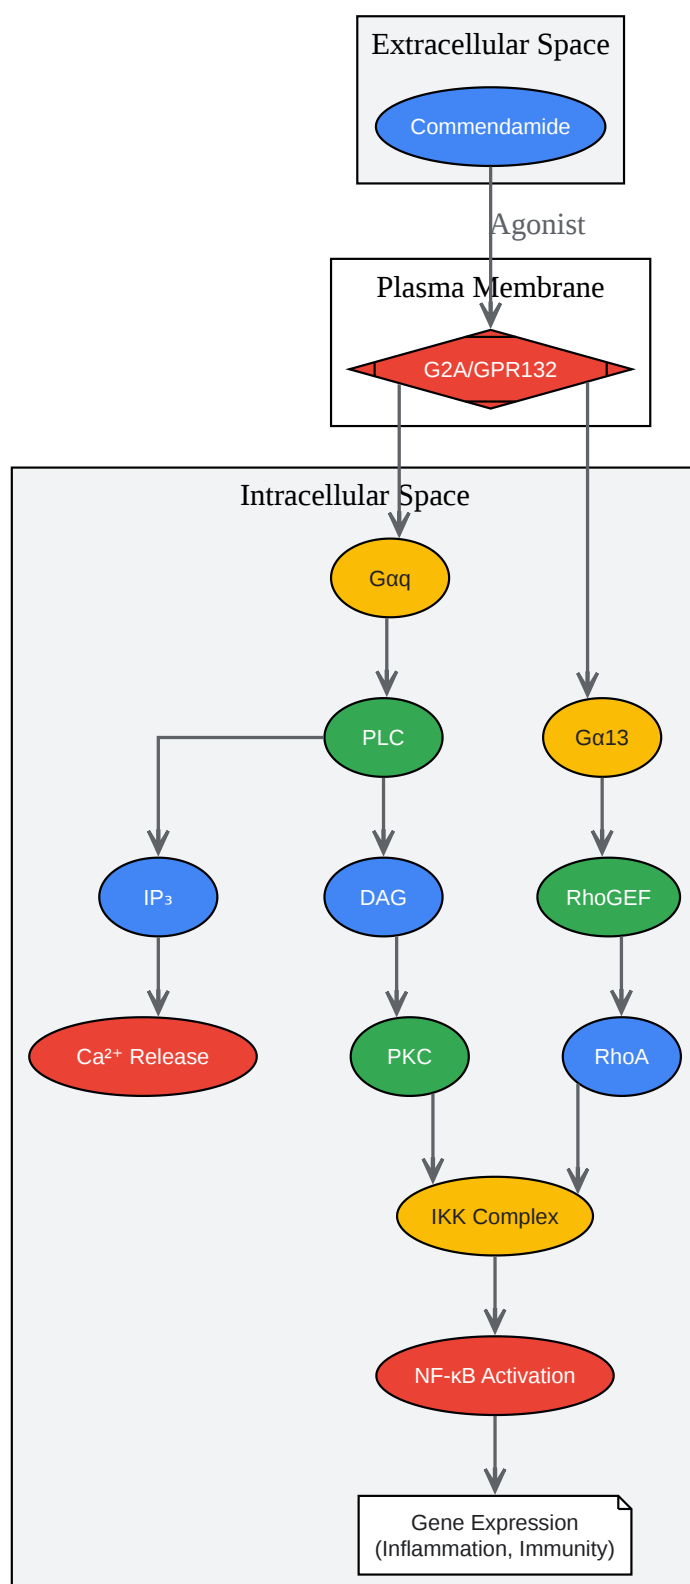 Extracellular Space
Commendamide
Agonist
Plasma Membrane
G2A/GPR132
Intracellular Space
Gαq
PLC
Gα13
IP₃
DAG
RhoGEF
Ca²⁺ Release
PKC
RhoA
IKK Complex
NF-κB Activation
Gene Expression
(Inflammation, Immunity)